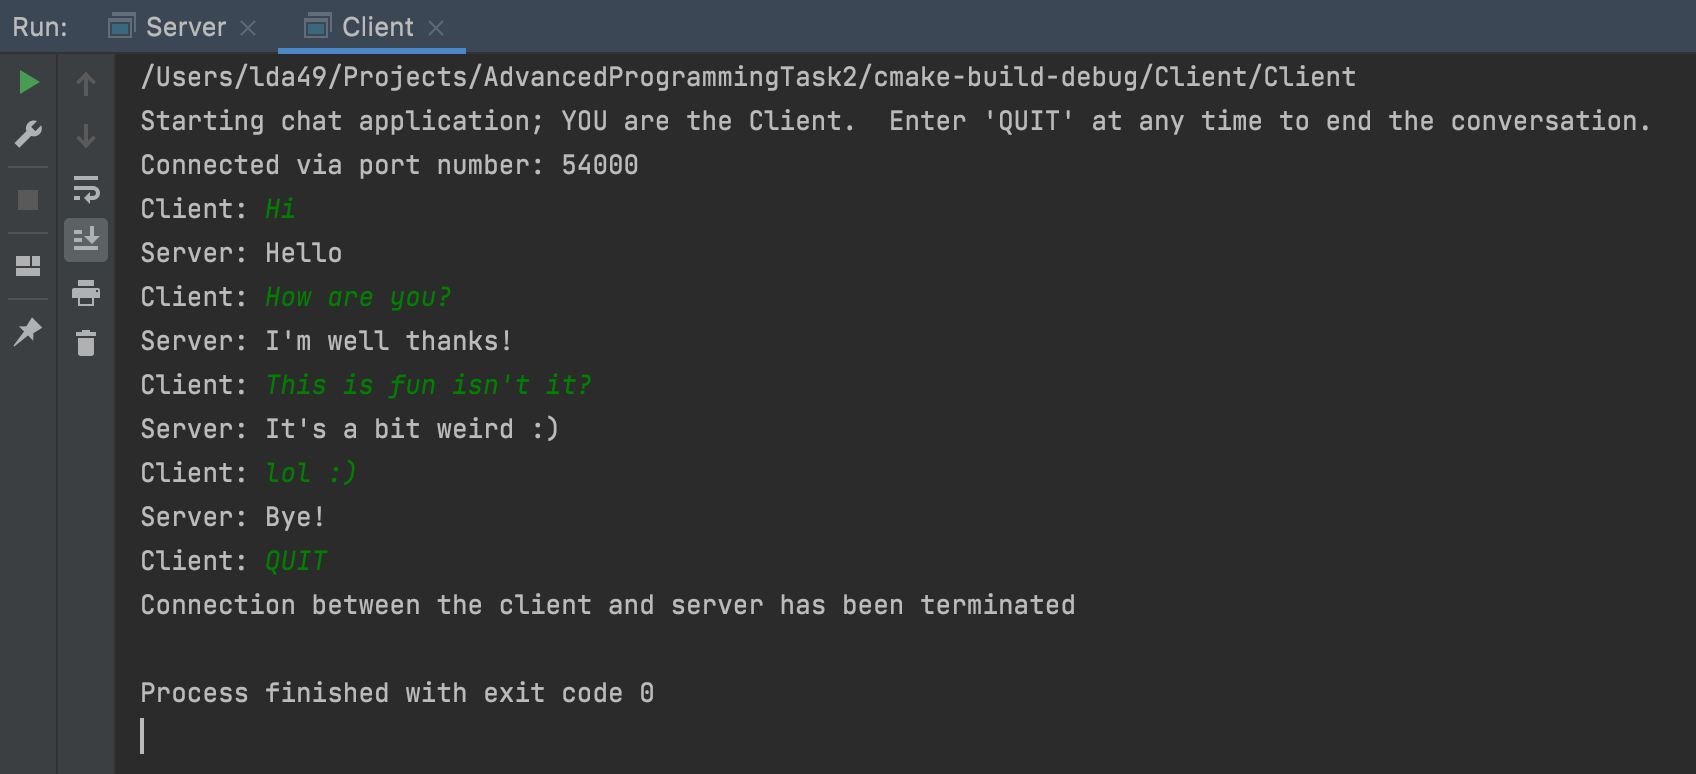 Run: Server Client
/Users/lda49/Projects/AdvancedProgrammingTask2/cmake-build-debug/Client/Client
Starting chat application; YOU are the Client.  Enter 'QUIT' at any time to end the conversation.
Connected via port number: 54000
Client: Hi
Server: Hello
Client: How are you?
Server: I'm well thanks!
Client: This is fun isn't it?
Server: It's a bit weird :)
Client: lol :)
Server: Bye!
Client: QUIT
Connection between the client and server has been terminated
Process finished with exit code 0